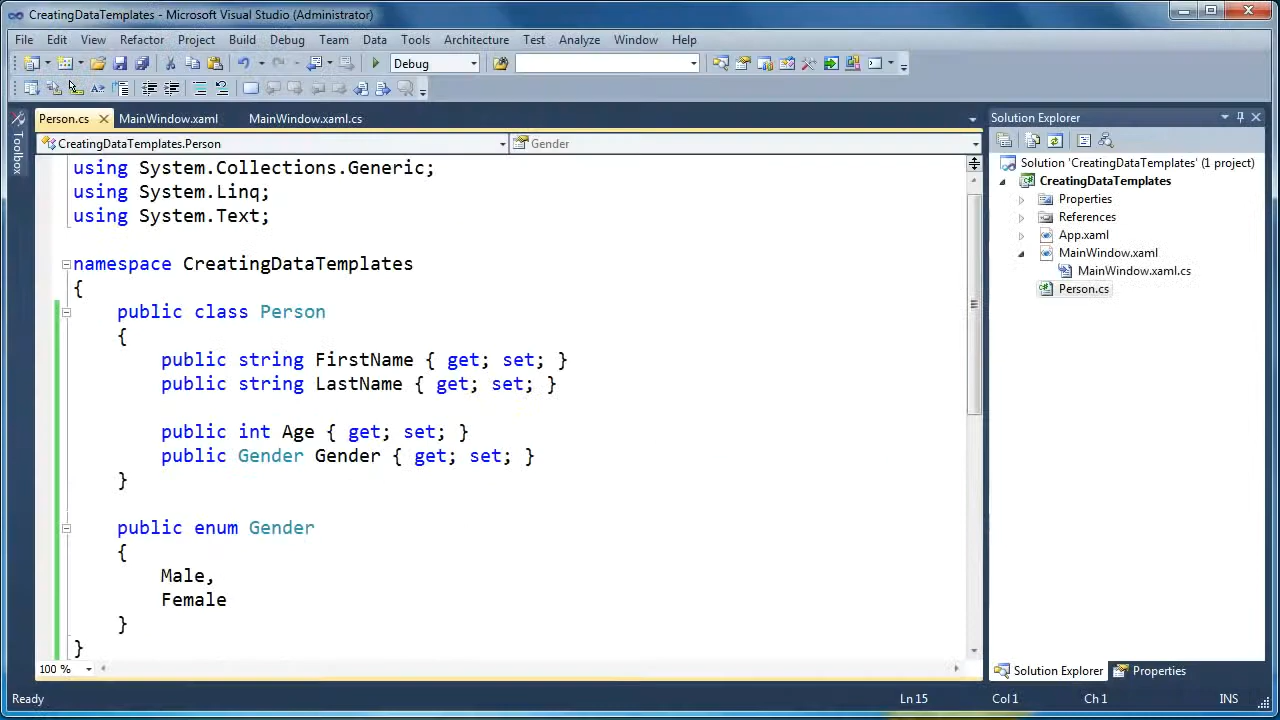 CreatingDataTemplates - Microsoft Visual Studio (Administrator)
File Edit View Refactor Project Build Debug Team Data Tools Architecture Test Analyze Window Help
Debug
Person.cs MainWindow.xaml MainWindow.xaml.cs
CreatingDataTemplates.Person Gender
using System.Collections.Generic;
using System.Linq;
using System.Text;
namespace CreatingDataTemplates
{
public class Person
{
public string FirstName { get; set; }
public string LastName { get; set; }
public int Age { get; set; }
public Gender Gender { get; set; }
}
public enum Gender
{
Male,
Female
}
}
100 %
Toolbox
Solution Explorer
Solution 'CreatingDataTemplates' (1 project)
CreatingDataTemplates
Properties
References
App.xaml
MainWindow.xaml
MainWindow.xaml.cs
Person.cs
Solution Explorer Properties
Ready Ln 15 Col 1 Ch 1 INS